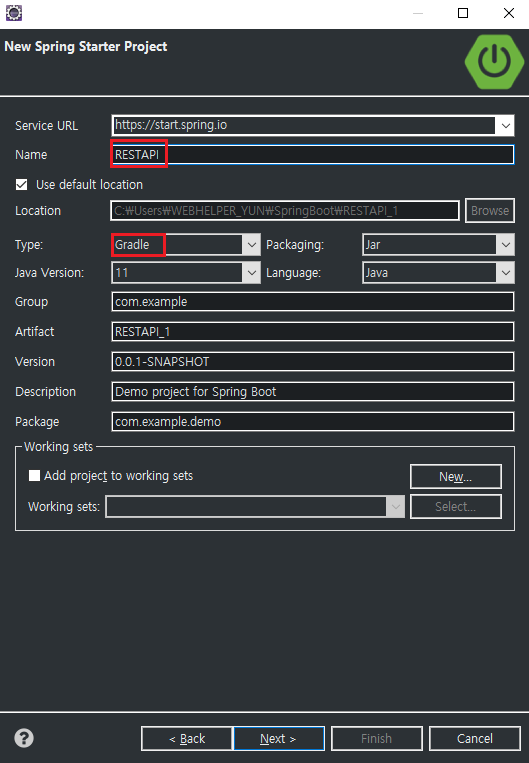 New Spring Starter Project
Service URL https://start.spring.io
Name RESTAPI
Use default location
Location C:₩Users₩WEBHELPER_YUN₩SpringBoot₩RESTAPI_1 Browse
Type: Gradle Packaging: Jar
Java Version: 11 Language: Java
Group com.example
Artifact RESTAPI_1
Version 0.0.1-SNAPSHOT
Description Demo project for Spring Boot
Package com.example.demo
Working sets
Add project to working sets New...
Working sets: Select...
? < Back Next > Finish Cancel